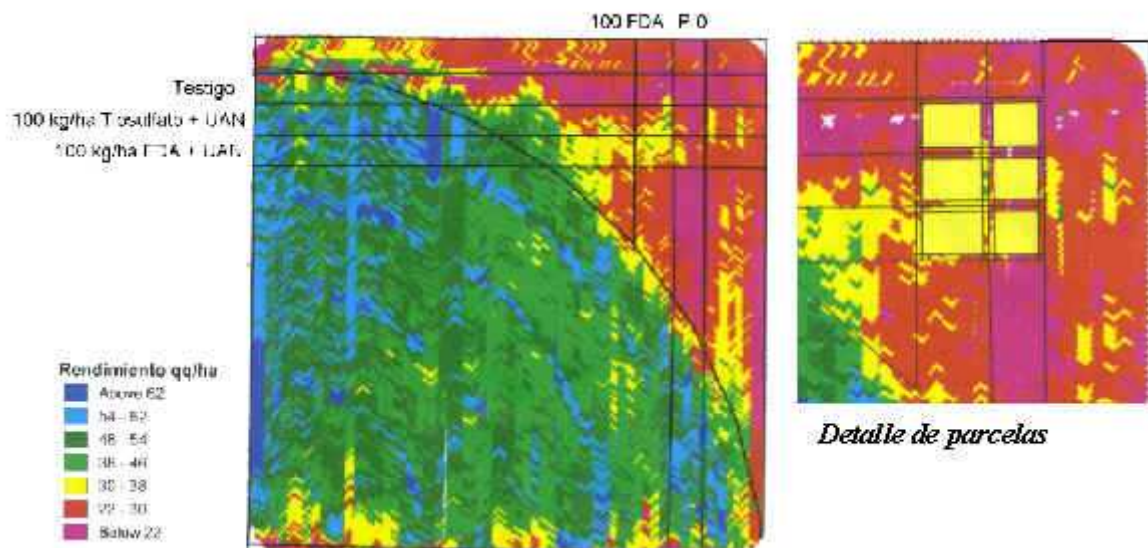 100 FDA P 0
Testigo
100 kg/ha Tiosulfato + UAN
100 kg/ha FDA + UAN
Rendimiento qq/ha
Above 62
54 - 62
46 - 54
38 - 46
30 - 38
22 - 30
Below 22
Detalle de parcelas